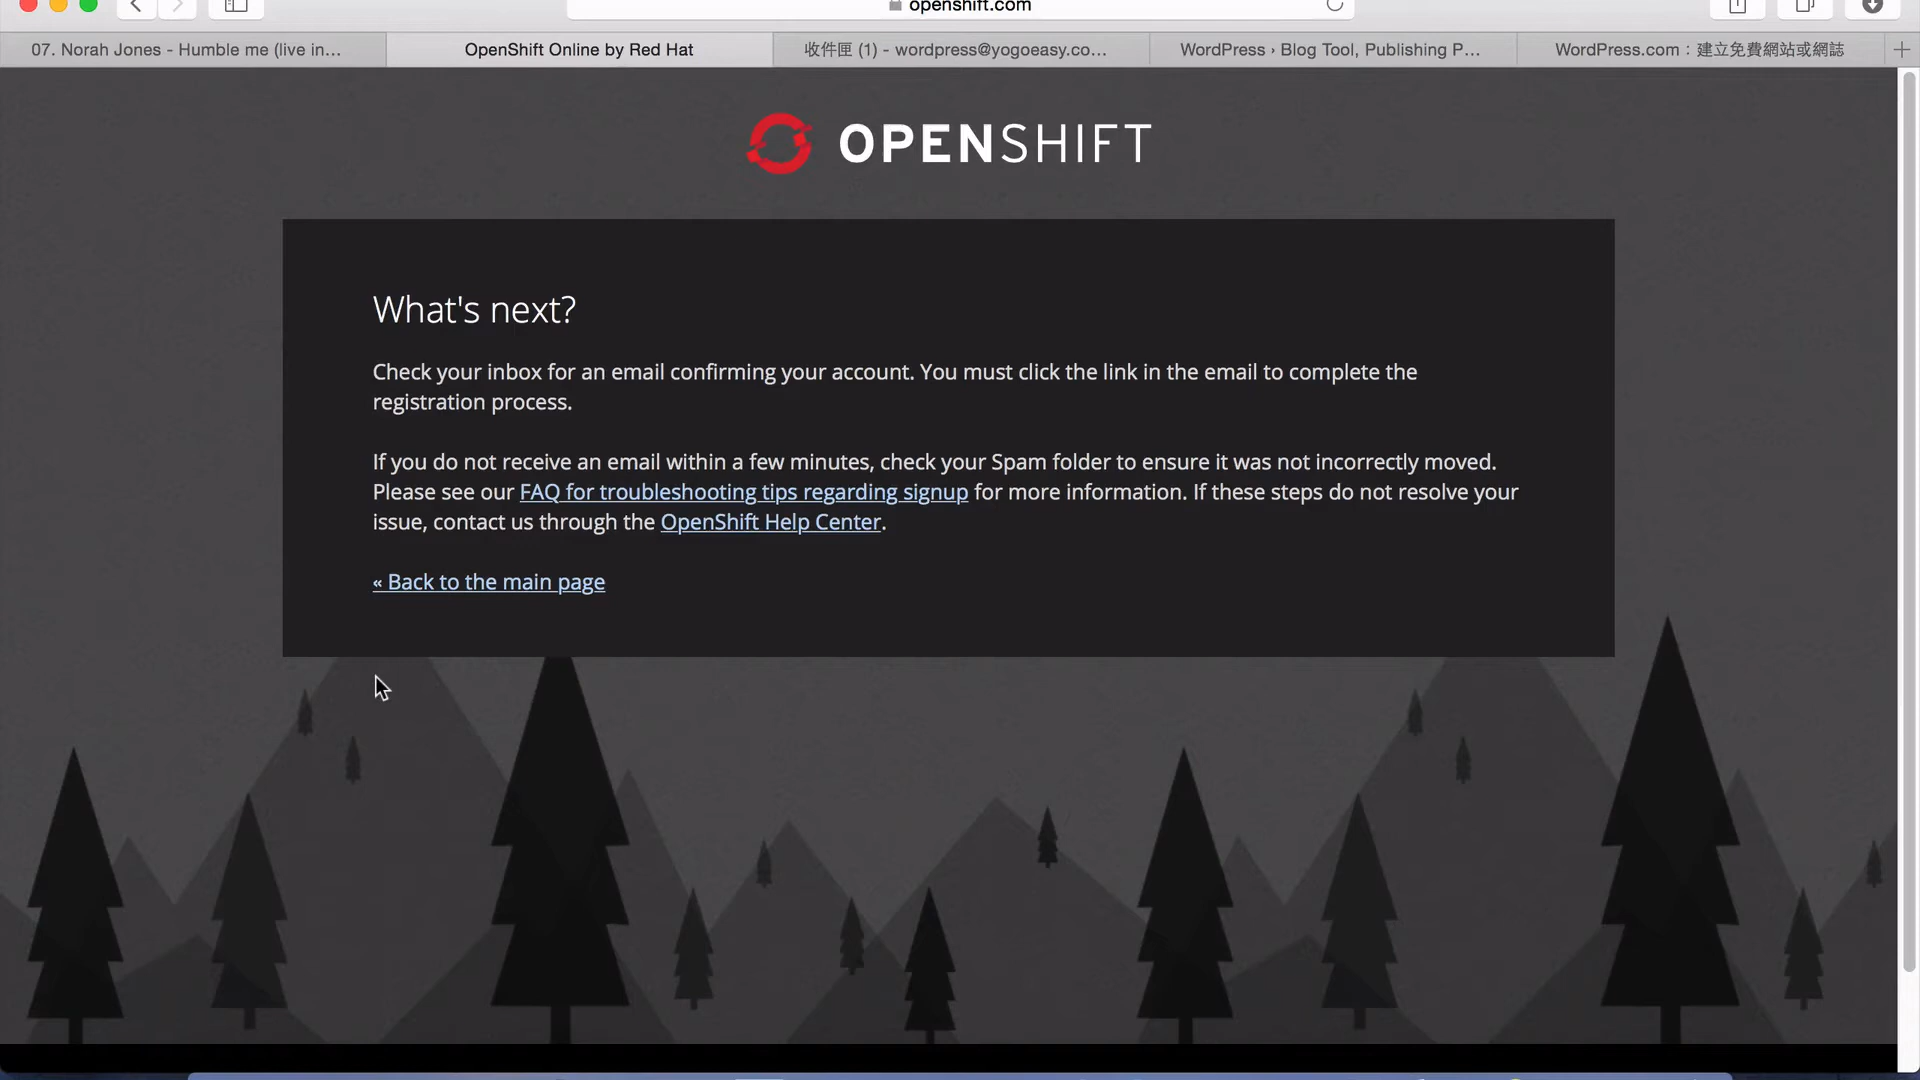 openshift.com
07. Norah Jones - Humble me (live in...
OpenShift Online by Red Hat
收件匣 (1) - wordpress@yogoeasy.co...
WordPress › Blog Tool, Publishing P...
WordPress.com：建立免費網站或網誌
OPENSHIFT
What's next?
Check your inbox for an email confirming your account. You must click the link in the email to complete the
registration process.
If you do not receive an email within a few minutes, check your Spam folder to ensure it was not incorrectly moved.
Please see our FAQ for troubleshooting tips regarding signup for more information. If these steps do not resolve your
issue, contact us through the OpenShift Help Center.
« Back to the main page